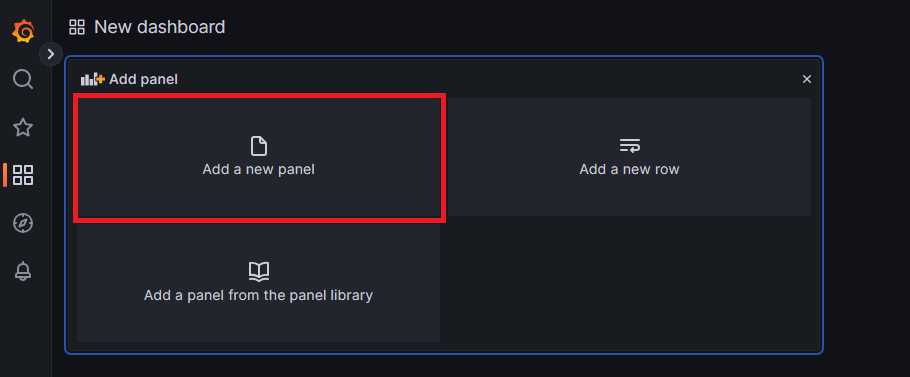 New dashboard
Add panel
Add a new panel
Add a new row
Add a panel from the panel library